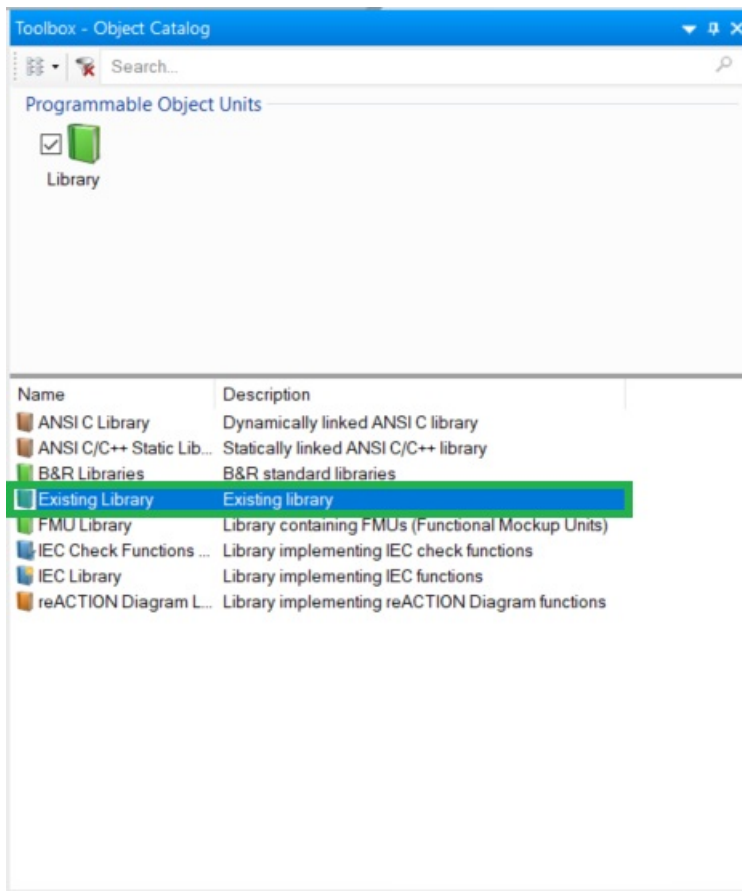 Toolbox - Object Catalog
Search...
Programmable Object Units
Library
Name Description
ANSI C Library Dynamically linked ANSI C library
ANSI C/C++ Static Lib... Statically linked ANSI C/C++ library
B&R Libraries B&R standard libraries
Existing Library Existing library
FMU Library Library containing FMUs (Functional Mockup Units)
IEC Check Functions ... Library implementing IEC check functions
IEC Library Library implementing IEC functions
reACTION Diagram L... Library implementing reACTION Diagram functions